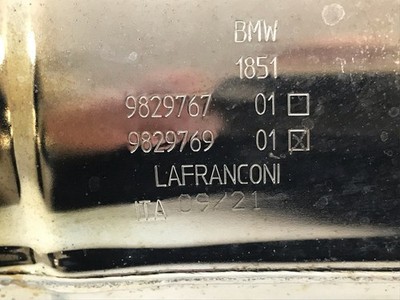 BMW
1851
9829767 01 ☐
9829769 01 ☒
LAFRANCONI
ITA 09/21